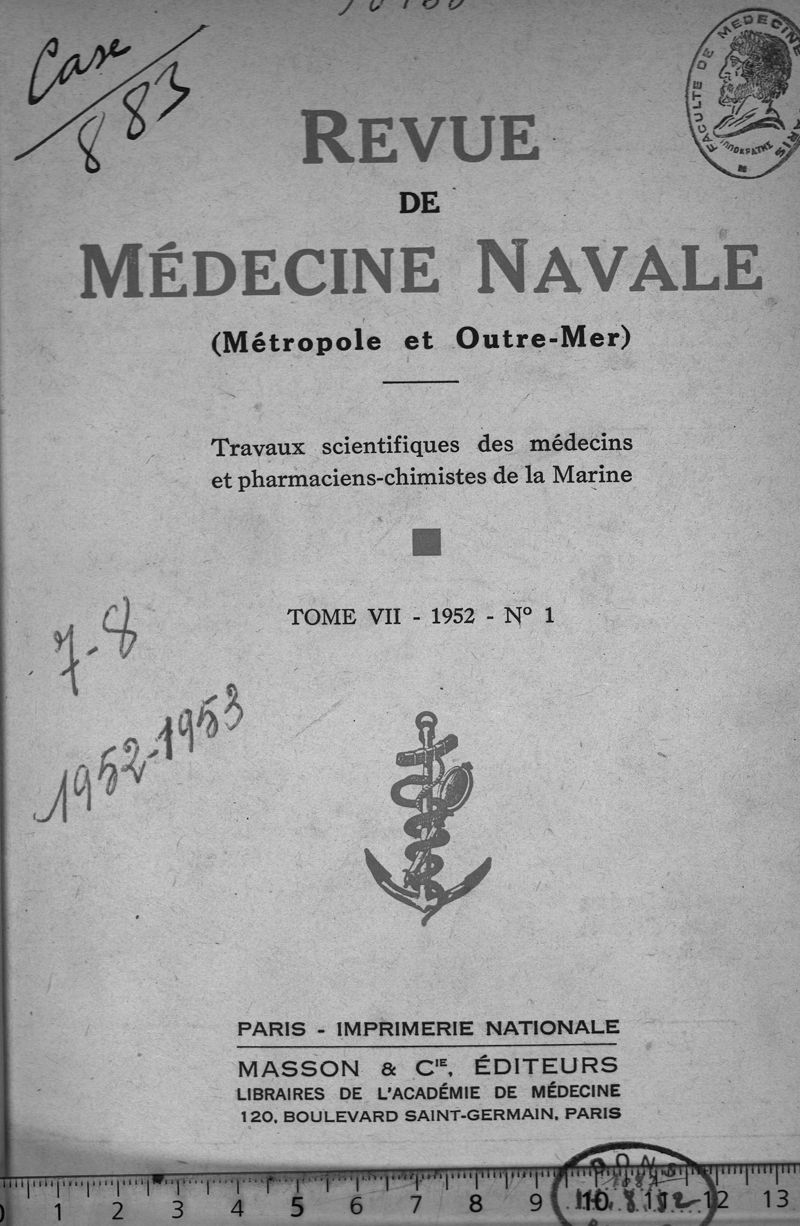 Case
883
FACULTE DE MEDECINE PARIS
REVUE
DE
MÉDECINE NAVALE
(Métropole et Outre-Mer)
Travaux scientifiques des médecins
et pharmaciens-chimistes de la Marine
TOME VII - 1952 - N° 1
7-8
1952-1953
PARIS - IMPRIMERIE NATIONALE
MASSON & CIE, ÉDITEURS
LIBRAIRES DE L'ACADÉMIE DE MÉDECINE
120, BOULEVARD SAINT-GERMAIN, PARIS
1 2 3 4 5 6 7 8 9 10 11 12 13